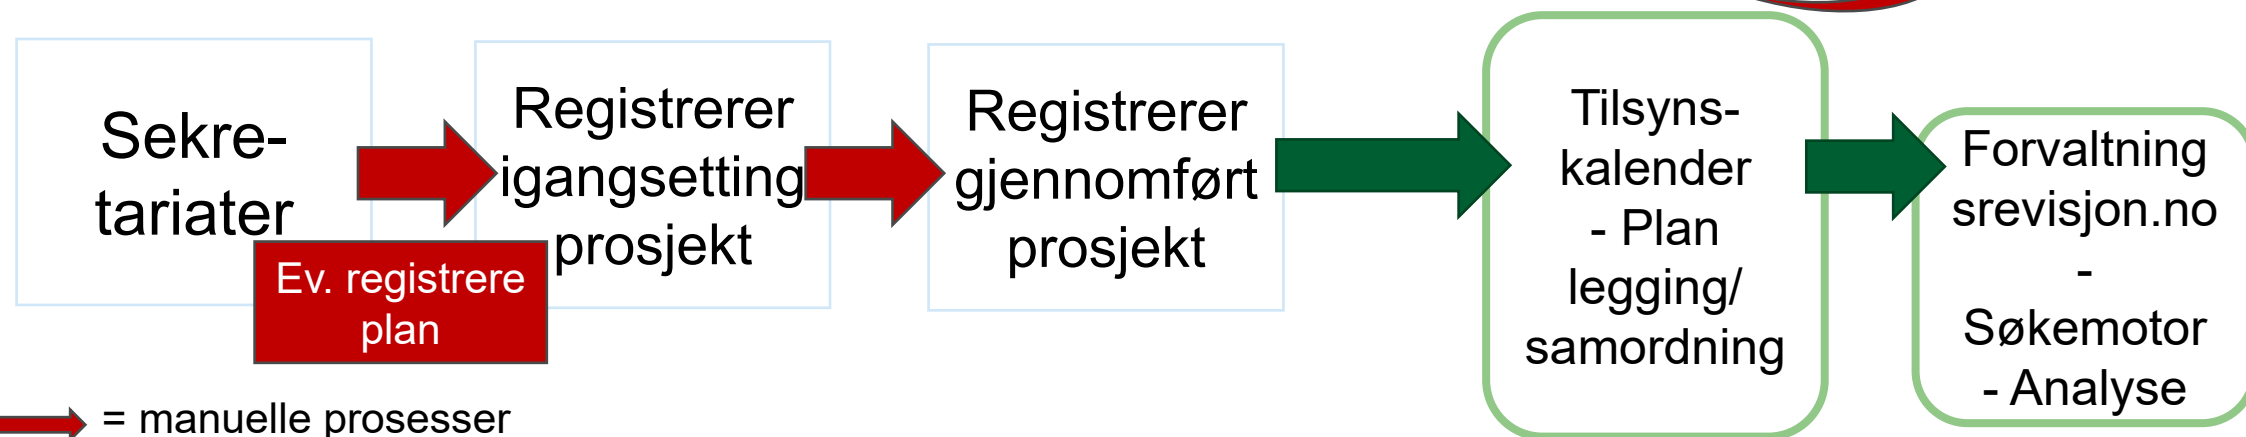 Sekre-
tariater
Ev. registrere
plan
Registrerer
igangsetting
prosjekt
Registrerer
gjennomført
prosjekt
Tilsyns-
kalender
- Plan
legging/
samordning
Forvaltning
srevisjon.no
-
Søkemotor
- Analyse
= manuelle prosesser